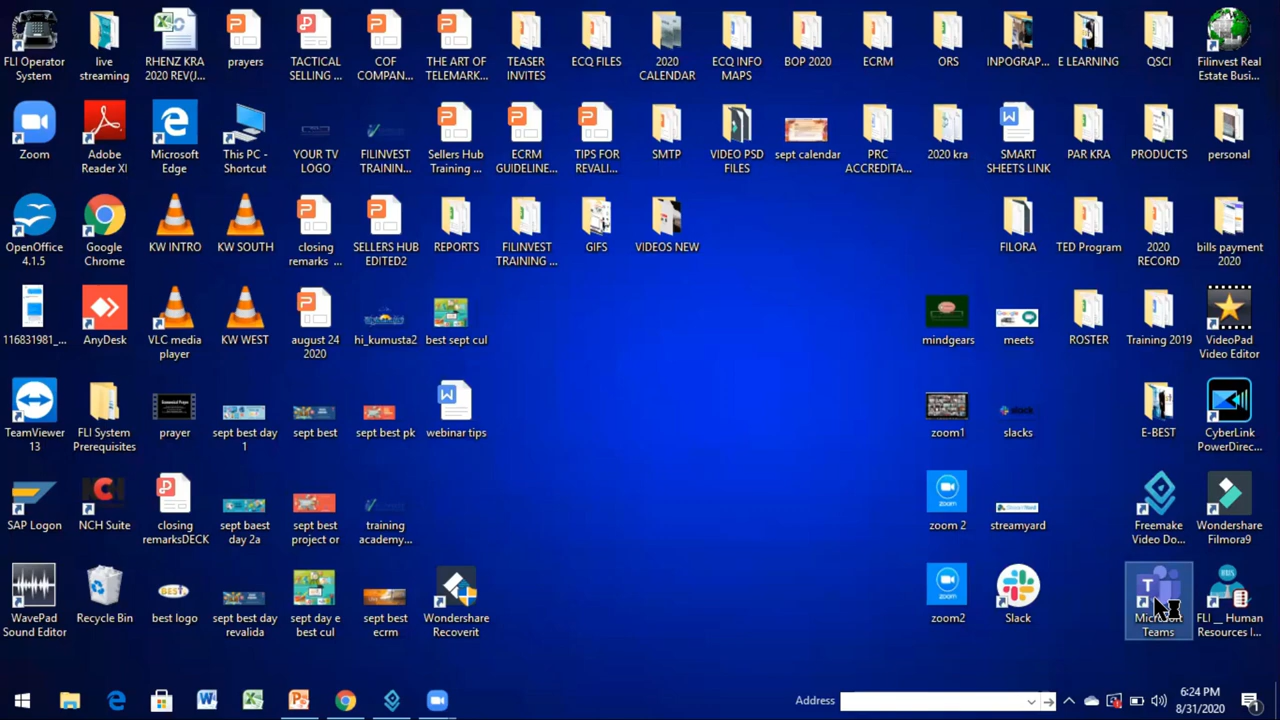 FLI Operator
System
live
streaming
RHENZ KRA
2020 REV(J...
prayers
TACTICAL
SELLING ...
COF
COMPAN...
THE ART OF
TELEMARK...
TEASER
INVITES
ECQ FILES
2020
CALENDAR
ECQ INFO
MAPS
BOP 2020
ECRM
ORS
INPOGRAP...
E LEARNING
QSCI
Filinvest Real
Estate Busi...
Zoom
Adobe
Reader XI
Microsoft
Edge
This PC -
Shortcut
YOUR TV
LOGO
FILINVEST
TRAININ...
Sellers Hub
Training ...
ECRM
GUIDELINE...
TIPS FOR
REVALI...
SMTP
VIDEO PSD
FILES
sept calendar
PRC
ACCREDITA...
2020 kra
SMART
SHEETS LINK
PAR KRA
PRODUCTS
personal
OpenOffice
4.1.5
Google
Chrome
KW INTRO
KW SOUTH
closing
remarks ...
SELLERS HUB
EDITED2
REPORTS
FILINVEST
TRAINING ...
GIFS
VIDEOS NEW
FILORA
TED Program
2020
RECORD
bills payment
2020
116831981_...
AnyDesk
VLC media
player
KW WEST
august 24
2020
hi_kumusta2
best sept cul
mindgears
Google
meets
ROSTER
Training 2019
VideoPad
Video Editor
TeamViewer
13
FLI System
Prerequisites
prayer
sept best day
1
sept best
sept best pk
webinar tips
zoom1
slack
slacks
E-BEST
CyberLink
PowerDirec...
SAP Logon
NCH Suite
closing
remarksDECK
sept baest
day 2a
sept best
project or
training
academy...
zoom
zoom 2
streamyard
Freemake
Video Do...
Wondershare
Filmora9
WavePad
Sound Editor
Recycle Bin
BEST
best logo
sept best day
revalida
sept day e
best cul
sept best
ecrm
Wondershare
Recoverit
zoom
zoom2
Slack
Microsoft
Teams
FLI __ Human
Resources I...
Address
6:24 PM
8/31/2020
1